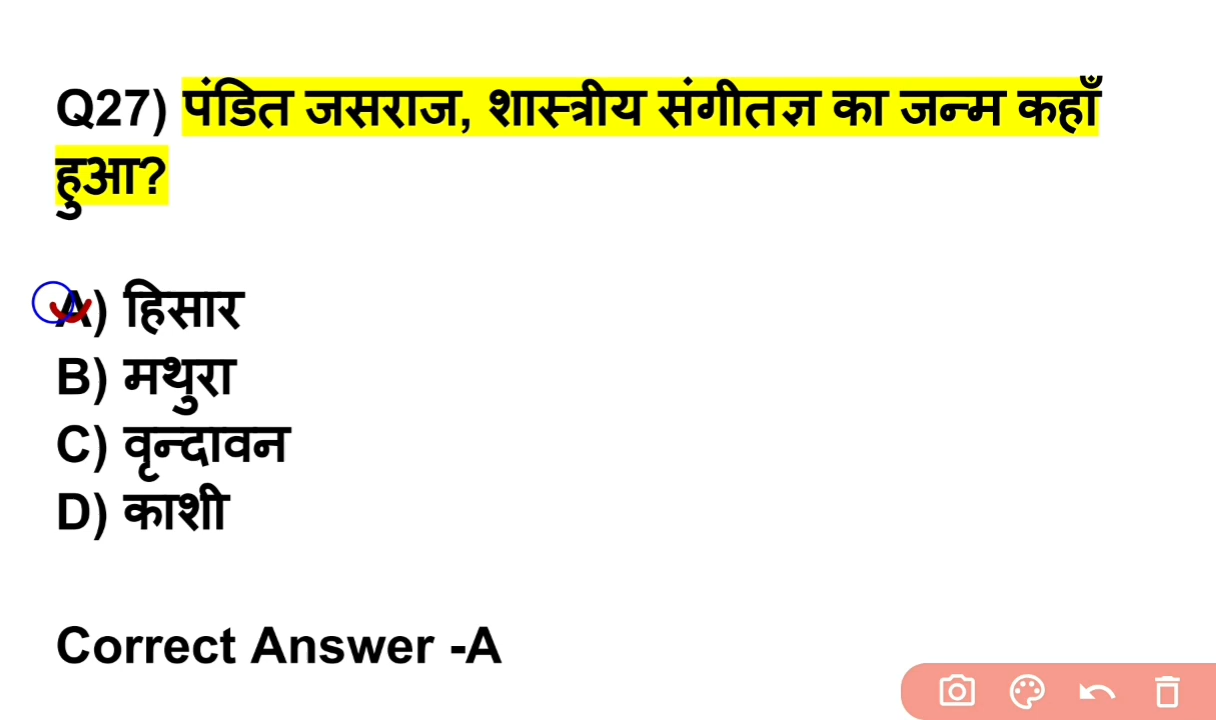 Q27) पंडित जसराज, शास्त्रीय संगीतज्ञ का जन्म कहाँ
हुआ?
A) हिसार
B) मथुरा
C) वृन्दावन
D) काशी
Correct Answer -A